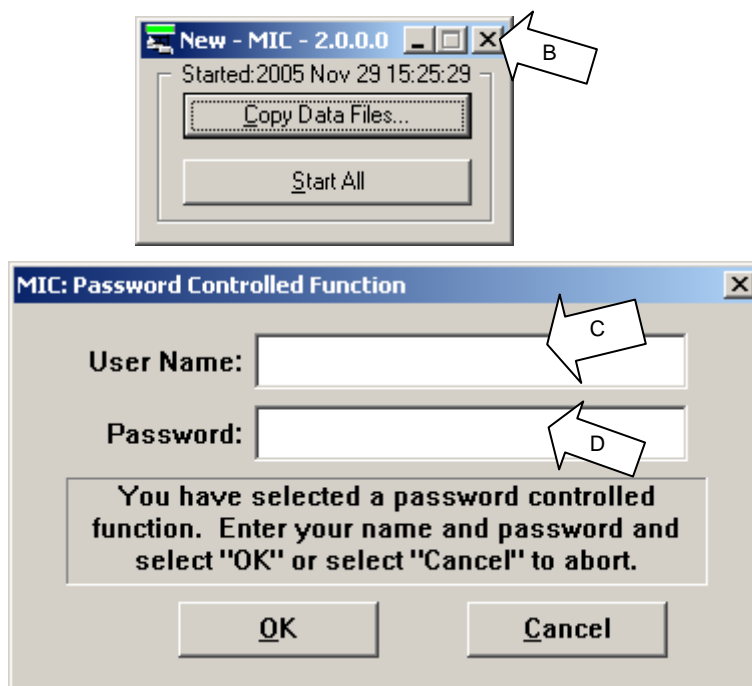 New - MIC - 2.0.0.0
B
Started:2005 Nov 29 15:25:29
Copy Data Files...
Start All
MIC: Password Controlled Function
C
User Name:
Password:
D
You have selected a password controlled
function.  Enter your name and password and
select "OK" or select "Cancel" to abort.
OK
Cancel